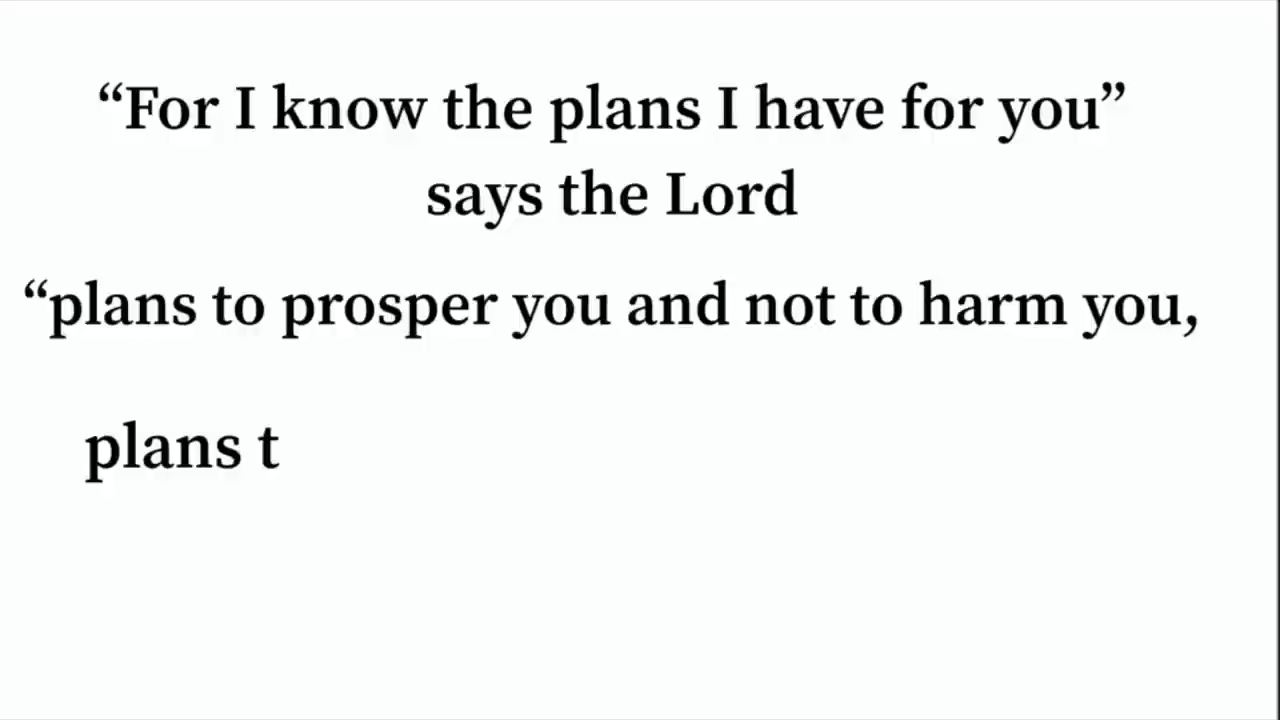 “For I know the plans I have for you”
says the Lord
“plans to prosper you and not to harm you,
plans t